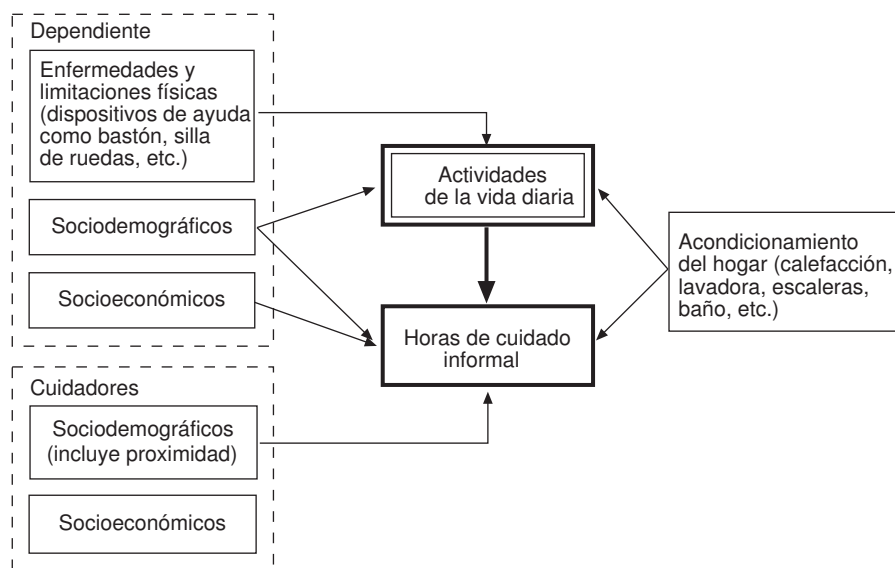 Dependiente
Enfermedades y
limitaciones físicas
(dispositivos de ayuda
como bastón, silla
de ruedas, etc.)
Sociodemográficos
Socioeconómicos
Actividades
de la vida diaria
Horas de cuidado
informal
Acondicionamiento
del hogar (calefacción,
lavadora, escaleras,
baño, etc.)
Cuidadores
Sociodemográficos
(incluye proximidad)
Socioeconómicos